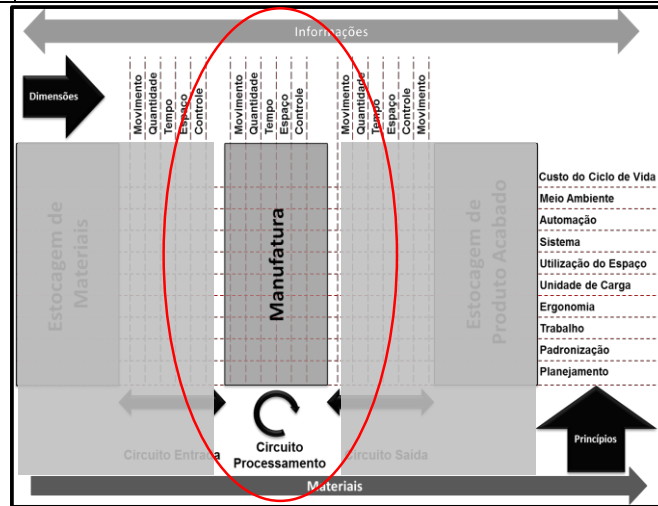 Informações
Dimensões
Movimento
Quantidade
Tempo
Espaço
Controle
Movimento
Quantidade
Tempo
Espaço
Controle
Movimento
Quantidade
Tempo
Espaço
Controle
Movimento
Estocagem de
Materiais
Manufatura
Estocagem de
Produto Acabado
Custo do Ciclo de Vida
Meio Ambiente
Automação
Sistema
Utilização do Espaço
Unidade de Carga
Ergonomia
Trabalho
Padronização
Planejamento
Circuito Entrada
Circuito
Processamento
Circuito Saída
Princípios
Materiais